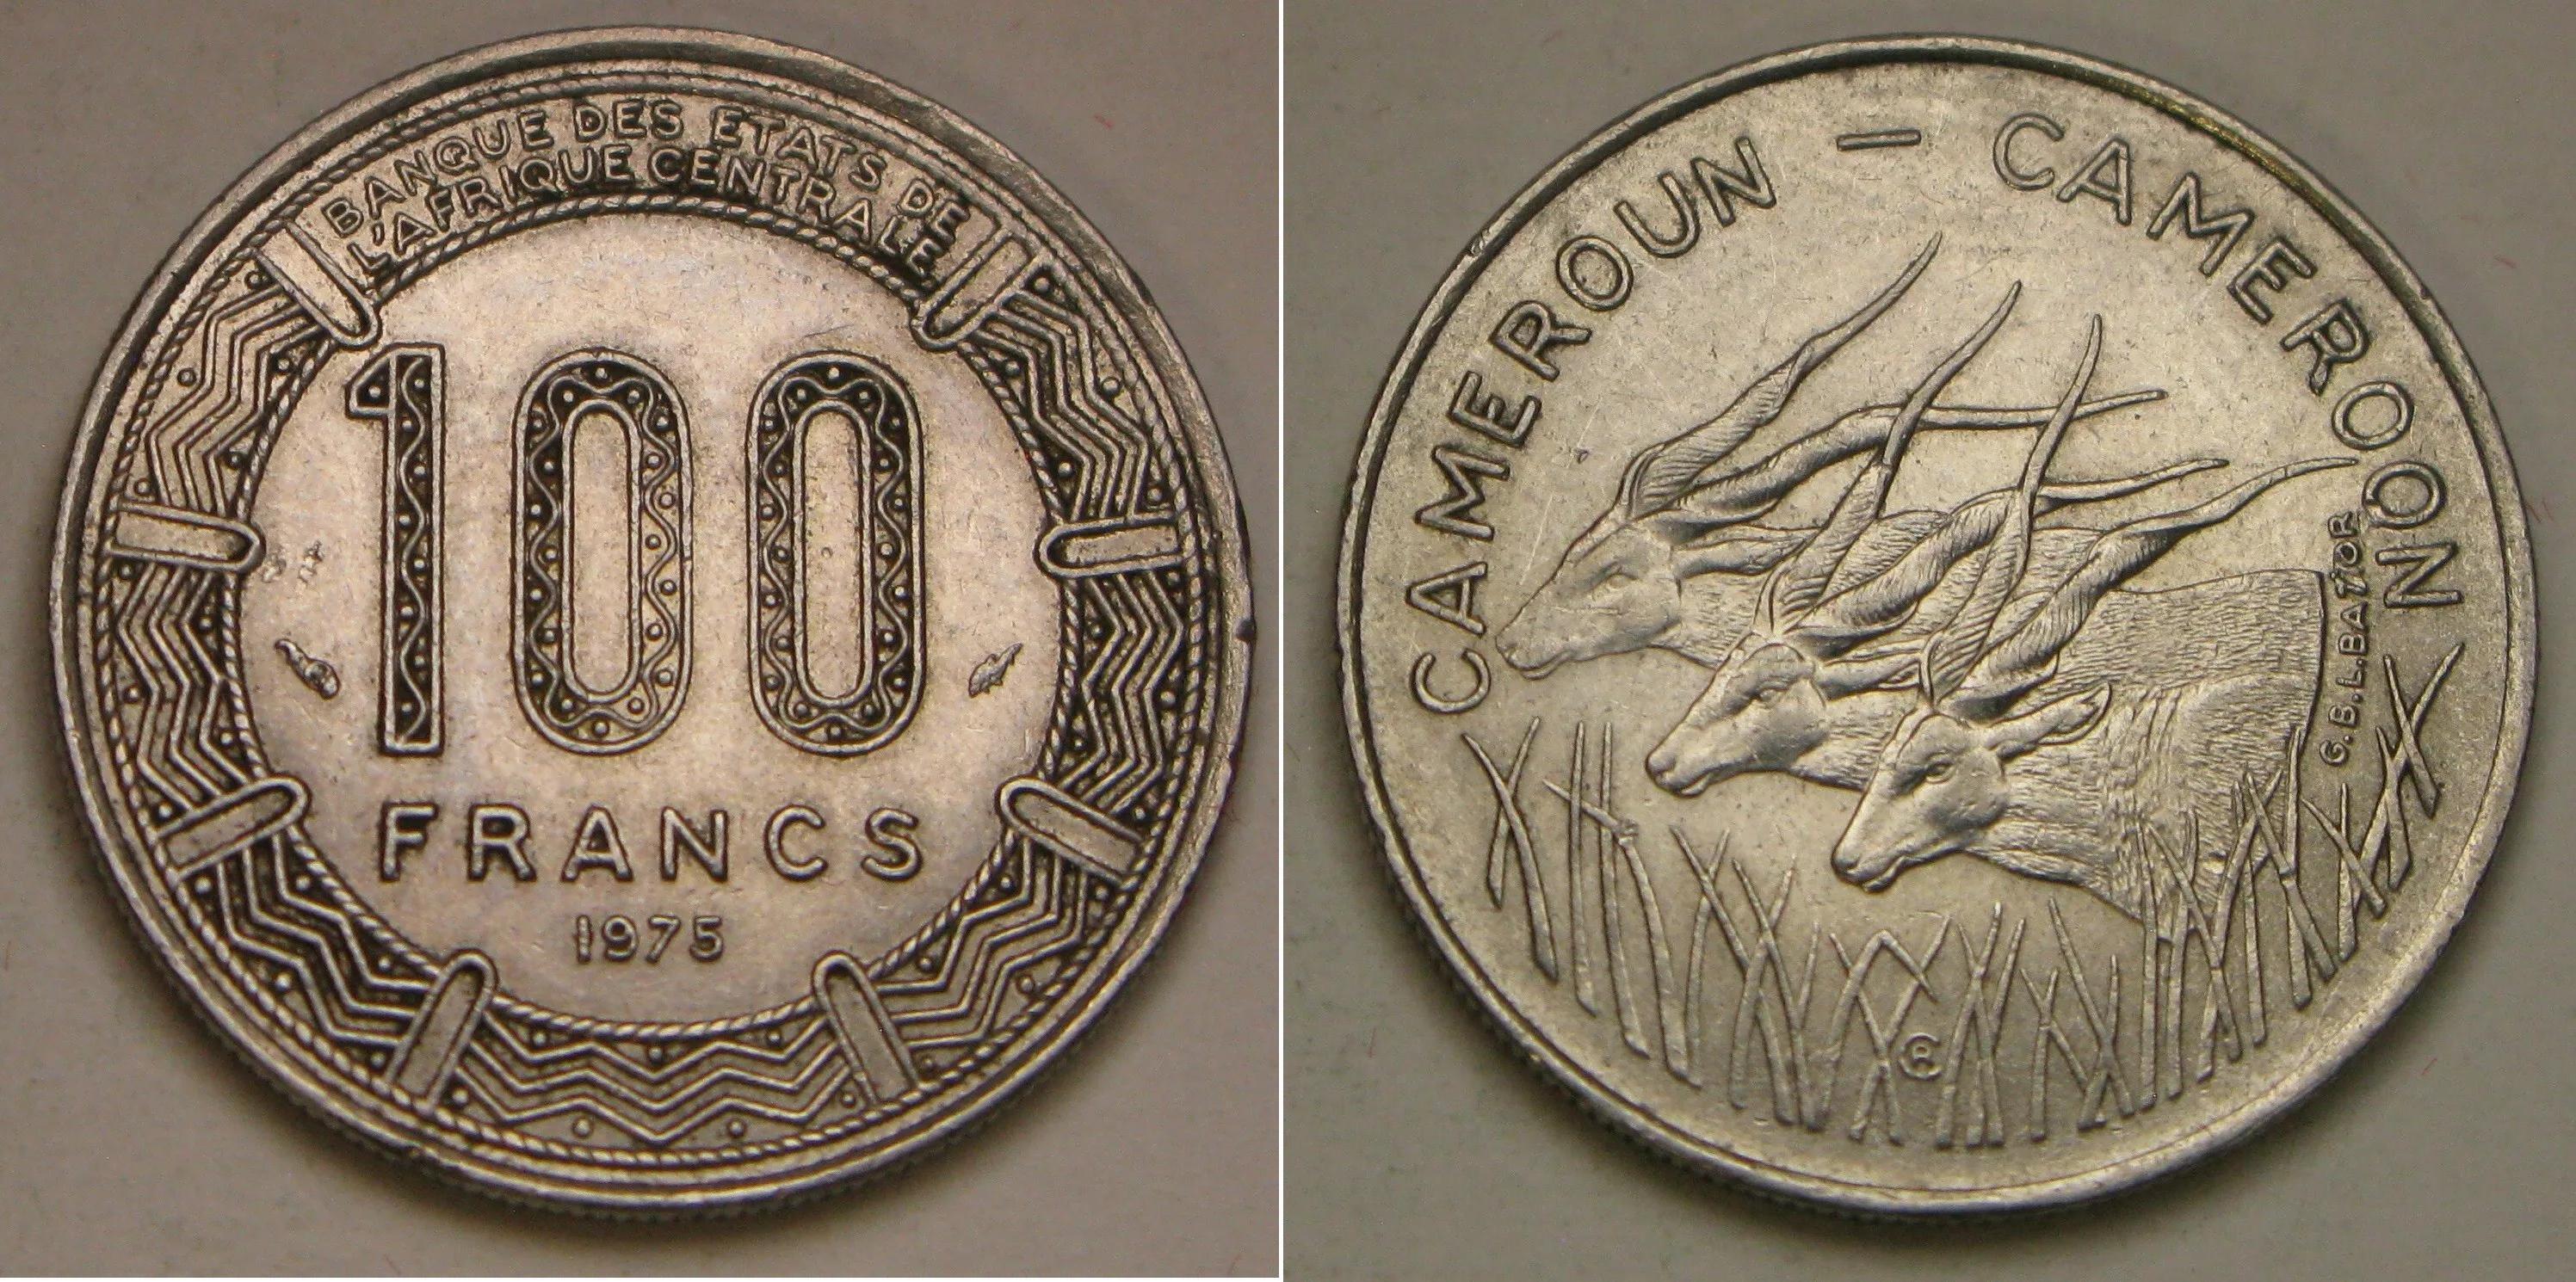 BANQUE DES ETATS DE
L'AFRIQUE CENTRALE
100
FRANCS
1975
CAMEROUN – CAMEROON
G.B.L.BAZOR